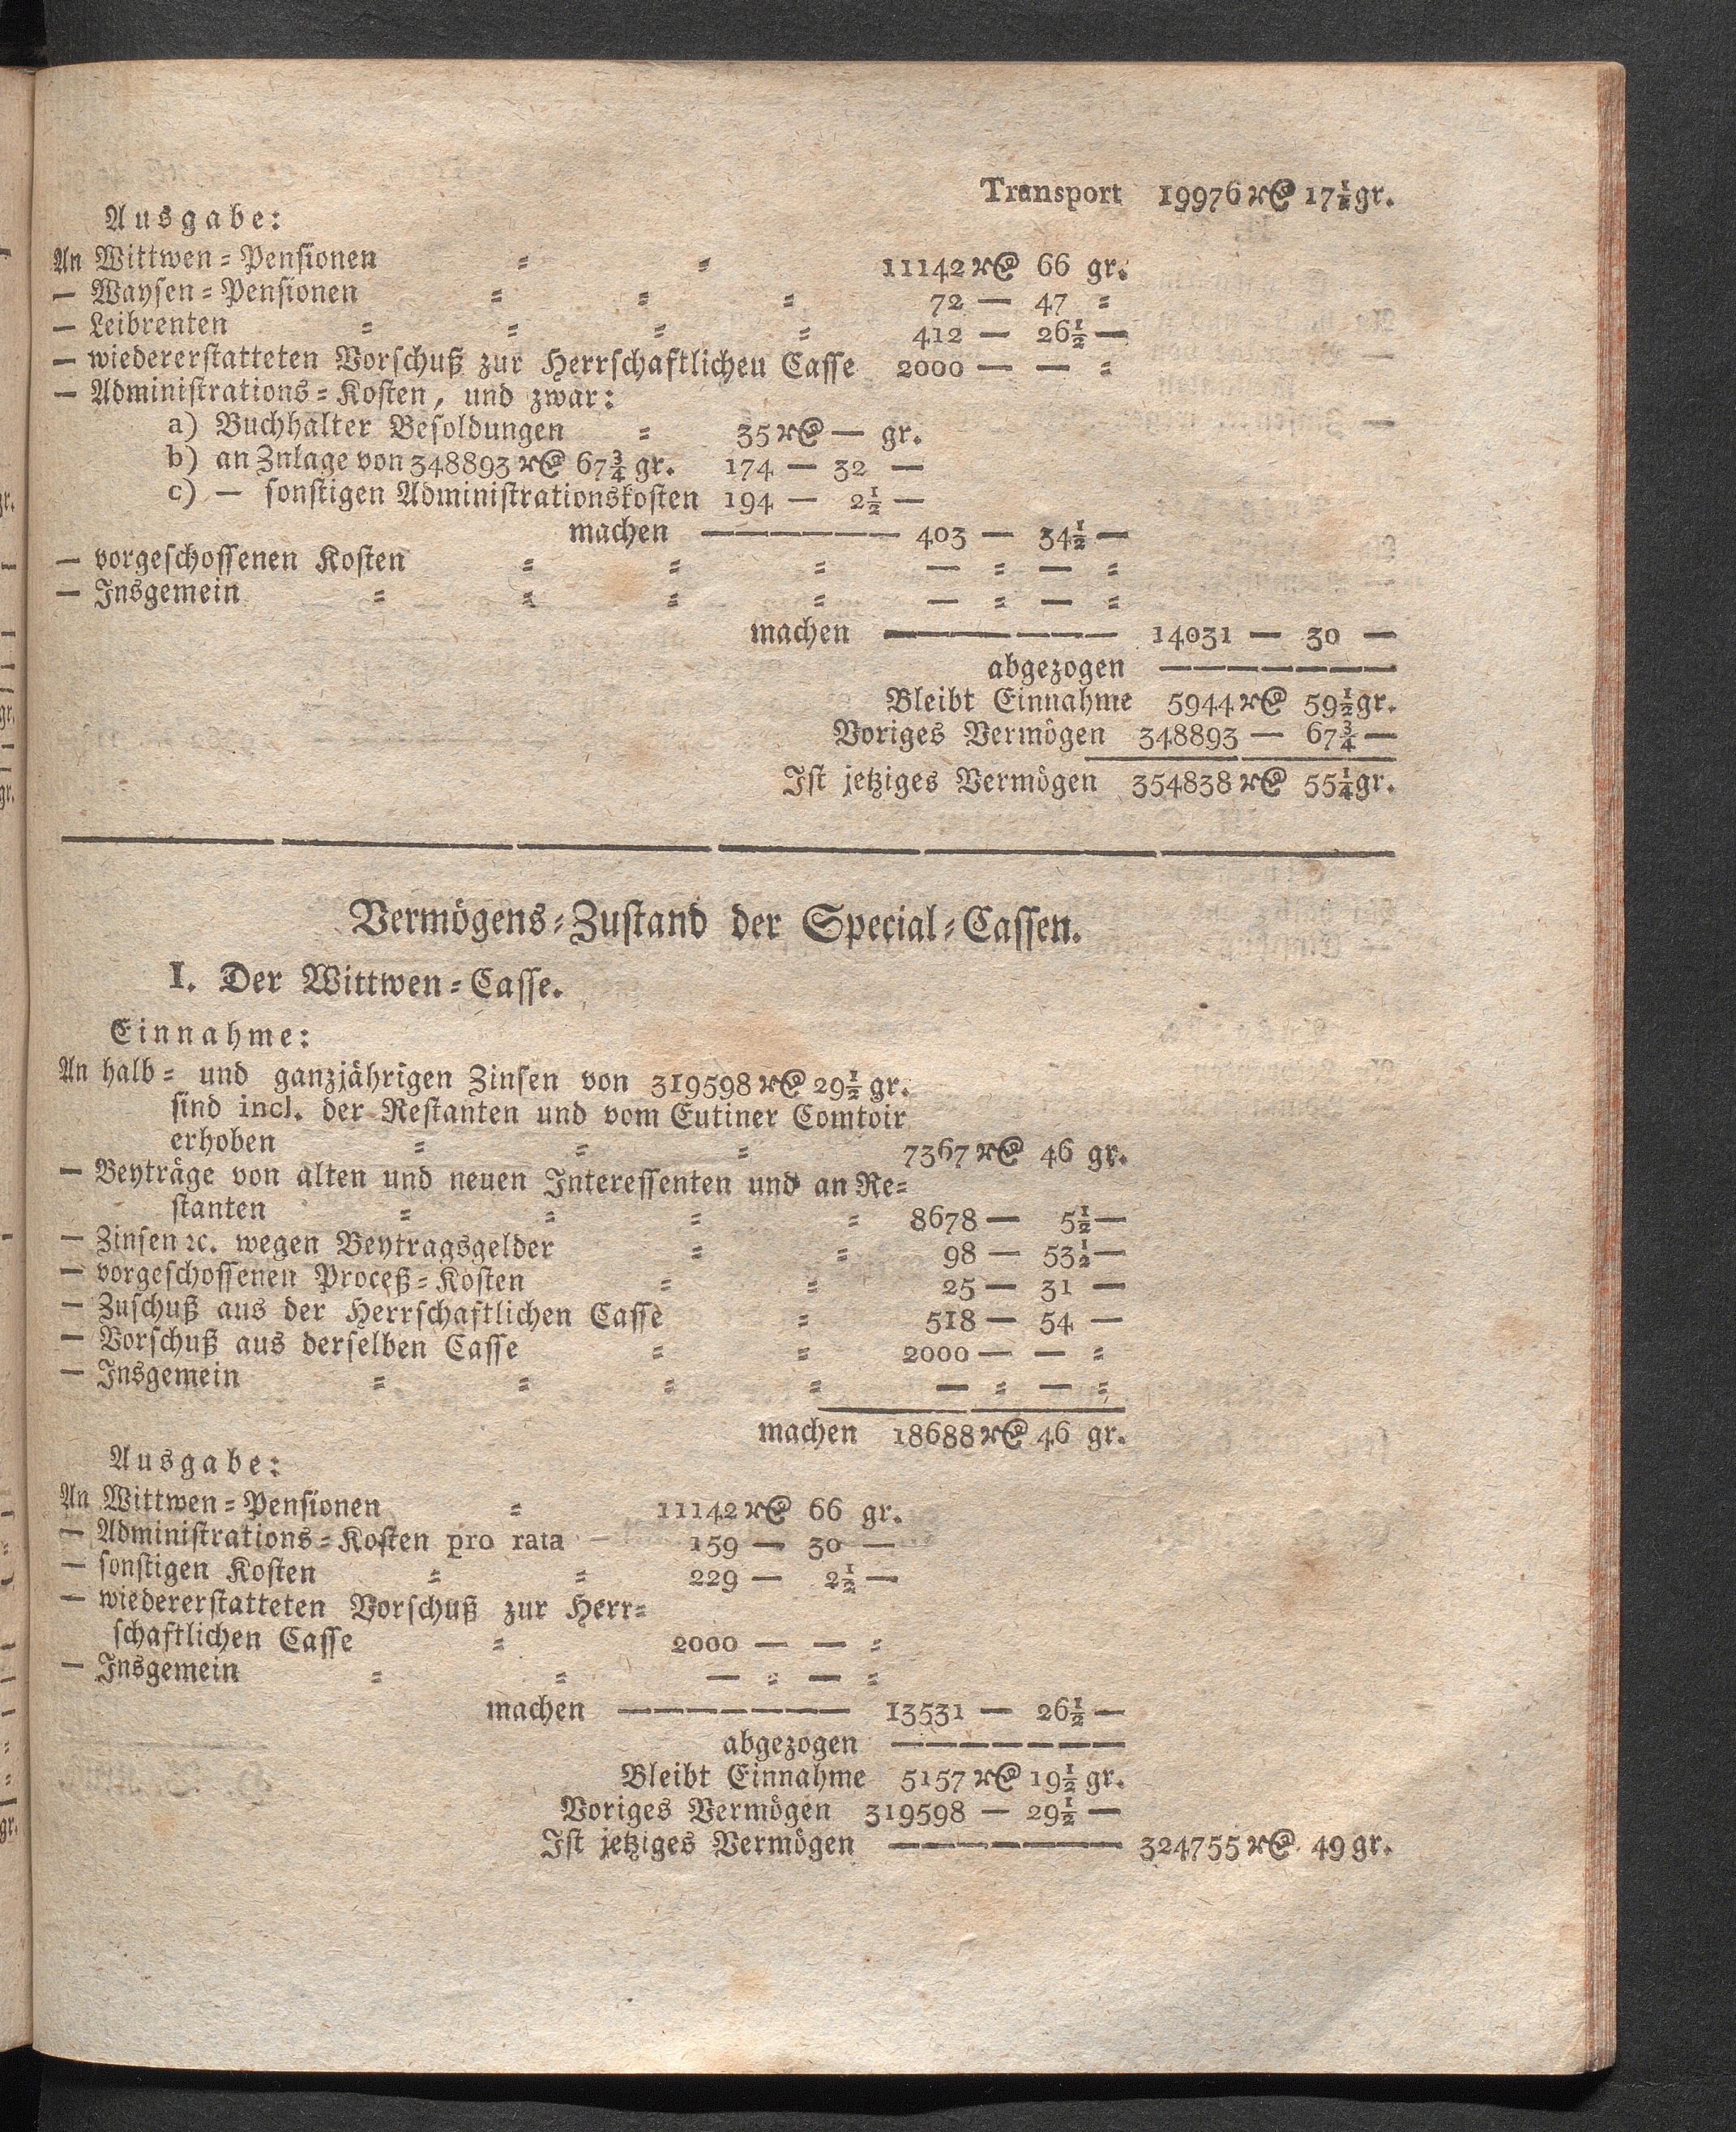 Transport 19976 r₰ 17½ gr.
Ausgabe:
An Wittwen=Pensionen = = 11142 r₰ 66 gr.
— Waysen=Pensionen = = = 72 — 47 =
— Leibrenten = = = = 412 — 26½ —
— wiedererstatteten Vorschuß zur Herrschaftlicheu Casse 2000 — — =
— Administrations=Kosten, und zwar:
a) Buchhalter Besoldungen = 35 r₰ — gr.
b) an Znlage von 348893 r₰ 67¾ gr. 174 — 32 —
c) — sonstigen Administrationskosten 194 — 2½ —
machen —————— 403 — 34½ —
— vorgeschossenen Kosten = = = — = — =
— Insgemein = = = = — = — =
machen ——————— 14031 — 30 —
abgezogen ———————
Bleibt Einnahme 5944 r₰ 59½ gr.
Voriges Vermögen 348893 — 67¾ —
Ist jetziges Vermögen 354838 r₰ 55¼ gr.
Vermögens=Zustand der Special=Cassen.
I. Der Wittwen=Casse.
Einnahme:
An halb= und ganzjährigen Zinsen von 319598 r₰ 29½ gr.
sind incl. der Restanten und vom Eutiner Comtoir
erhoben = = = 7367 r₰ 46 gr.
— Beyträge von alten und neuen Interessenten und an Re=
stanten = = = = 8678 — 5½ —
— Zinsen ꝛc. wegen Beytragsgelder = = 98 — 53½ —
— vorgeschossenen Proceß=Kosten = = 25 — 31 —
— Zuschuß aus der Herrschaftlichen Casse = 518 — 54 —
— Vorschuß aus derselben Casse = = 2000 — — =
— Insgemein = = = = — = — =
machen 18688 r₰ 46 gr.
Ausgabe:
An Wittwen=Pensionen = 11142 r₰ 66 gr.
— Administrations=Kosten pro rata — 159 — 30 —
— sonstigen Kosten = = 229 — 2½ —
— wiedererstatteten Vorschuß zur Herr=
schaftlichen Casse = 2000 — — =
— Insgemein = = — = — =
machen ——————— 13531 — 26½ —
abgezogen ———————
Bleibt Einnahme 5157 r₰ 19½ gr.
Voriges Vermögen 319598 — 29½ —
Ist jetziges Vermögen ——————— 324755 r₰ 49 gr.